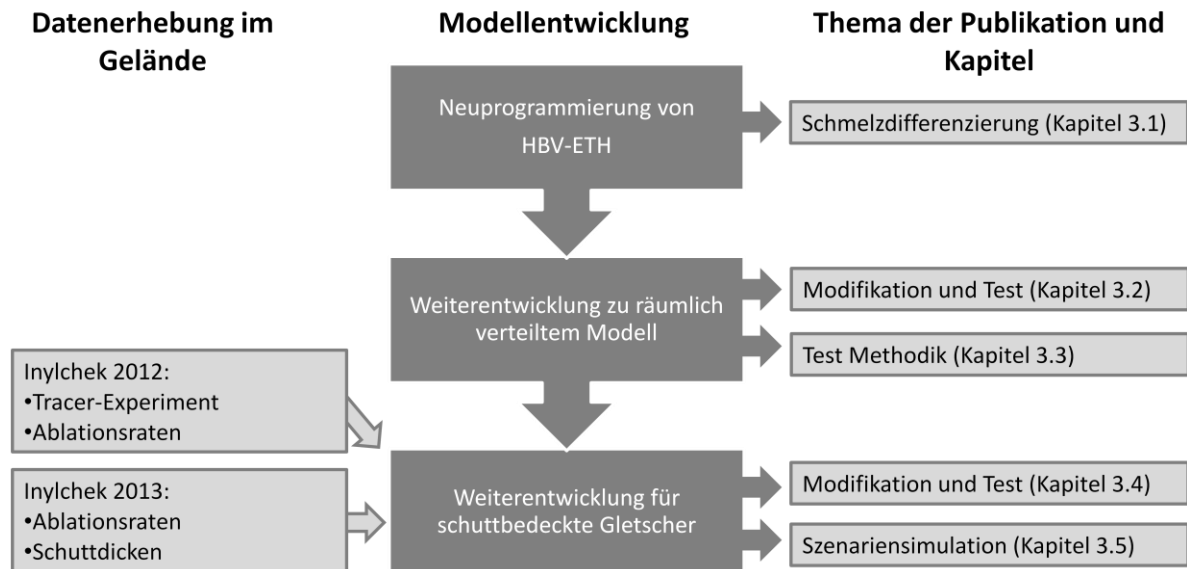 Datenerhebung im
Gelände
Modellentwicklung
Thema der Publikation und
Kapitel
Neuprogrammierung von
HBV-ETH
Schmelzdifferenzierung (Kapitel 3.1)
Weiterentwicklung zu räumlich
verteiltem Modell
Modifikation und Test (Kapitel 3.2)
Test Methodik (Kapitel 3.3)
Inylchek 2012:
•Tracer-Experiment
•Ablationsraten
Inylchek 2013:
•Ablationsraten
•Schuttdicken
Weiterentwicklung für
schuttbedeckte Gletscher
Modifikation und Test (Kapitel 3.4)
Szenariensimulation (Kapitel 3.5)